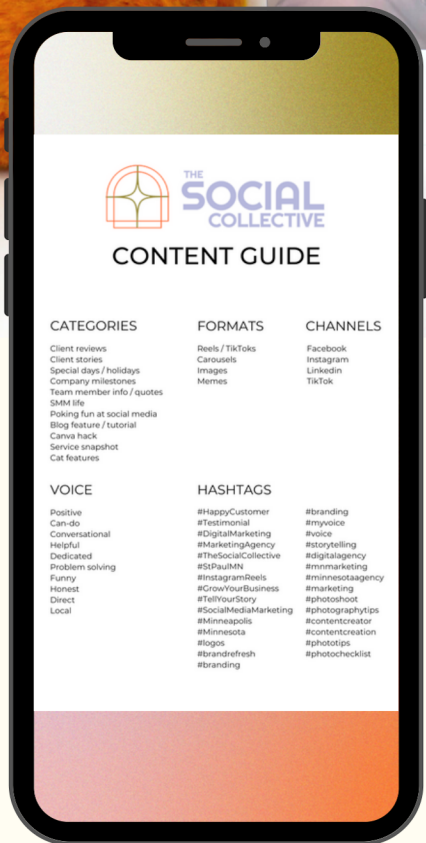 THE
SOCIAL
COLLECTIVE
CONTENT GUIDE
CATEGORIES
Client reviews
Client stories
Special days / holidays
Company milestones
Team member info / quotes
SMM life
Poking fun at social media
Blog feature / tutorial
Canva hack
Service snapshot
Cat features
FORMATS
Reels / TikToks
Carousels
Images
Memes
CHANNELS
Facebook
Instagram
Linkedin
TikTok
VOICE
Positive
Can-do
Conversational
Helpful
Dedicated
Problem solving
Funny
Honest
Direct
Local
HASHTAGS
#HappyCustomer
#Testimonial
#DigitalMarketing
#MarketingAgency
#TheSocialCollective
#StPaulMN
#InstagramReels
#GrowYourBusiness
#TellYourStory
#SocialMediaMarketing
#Minneapolis
#Minnesota
#logos
#brandrefresh
#branding
#branding
#myvoice
#voice
#storytelling
#digitalagency
#mnmarketing
#minnesotaagency
#marketing
#photoshoot
#photographytips
#contentcreator
#contentcreation
#phototips
#photochecklist